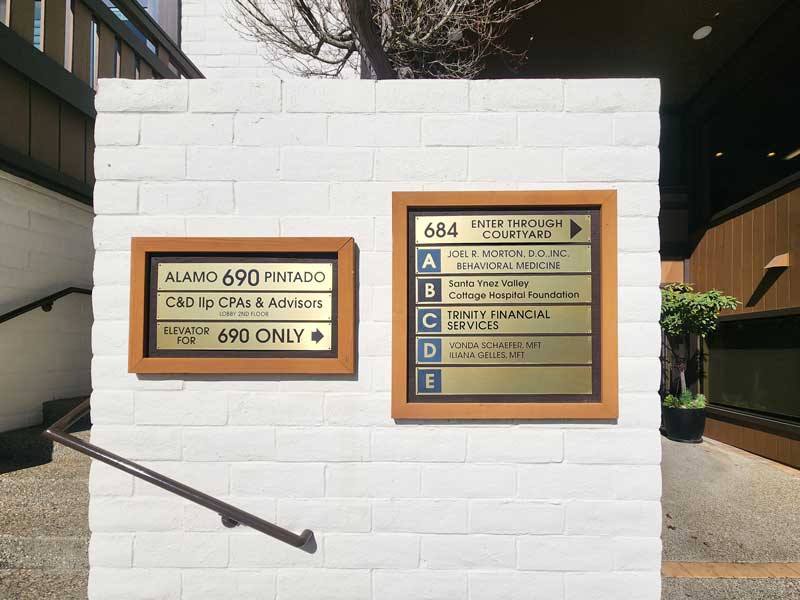 ALAMO 690 PINTADO
C&D llp CPAs & Advisors
LOBBY 2ND FLOOR
ELEVATOR
FOR 690 ONLY
684 ENTER THROUGH
COURTYARD
A JOEL R. MORTON, D.O.,INC.
BEHAVIORAL MEDICINE
B Santa Ynez Valley
Cottage Hospital Foundation
C TRINITY FINANCIAL
SERVICES
D VONDA SCHAEFER, MFT
ILIANA GELLES, MFT
E